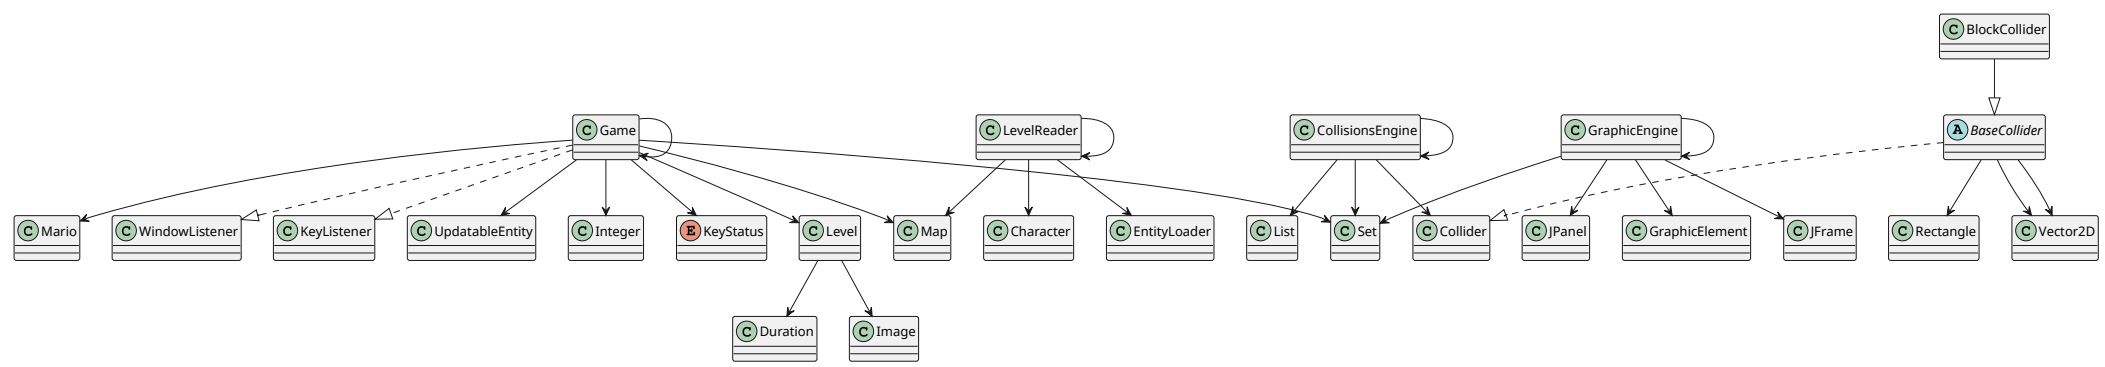 C BlockCollider
C Game
C LevelReader
C CollisionsEngine
C GraphicEngine
A BaseCollider
C Mario
C WindowListener
C KeyListener
C UpdatableEntity
C Integer
E KeyStatus
C Level
C Map
C Character
C EntityLoader
C List
C Set
C Collider
C JPanel
C GraphicElement
C JFrame
C Rectangle
C Vector2D
C Duration
C Image